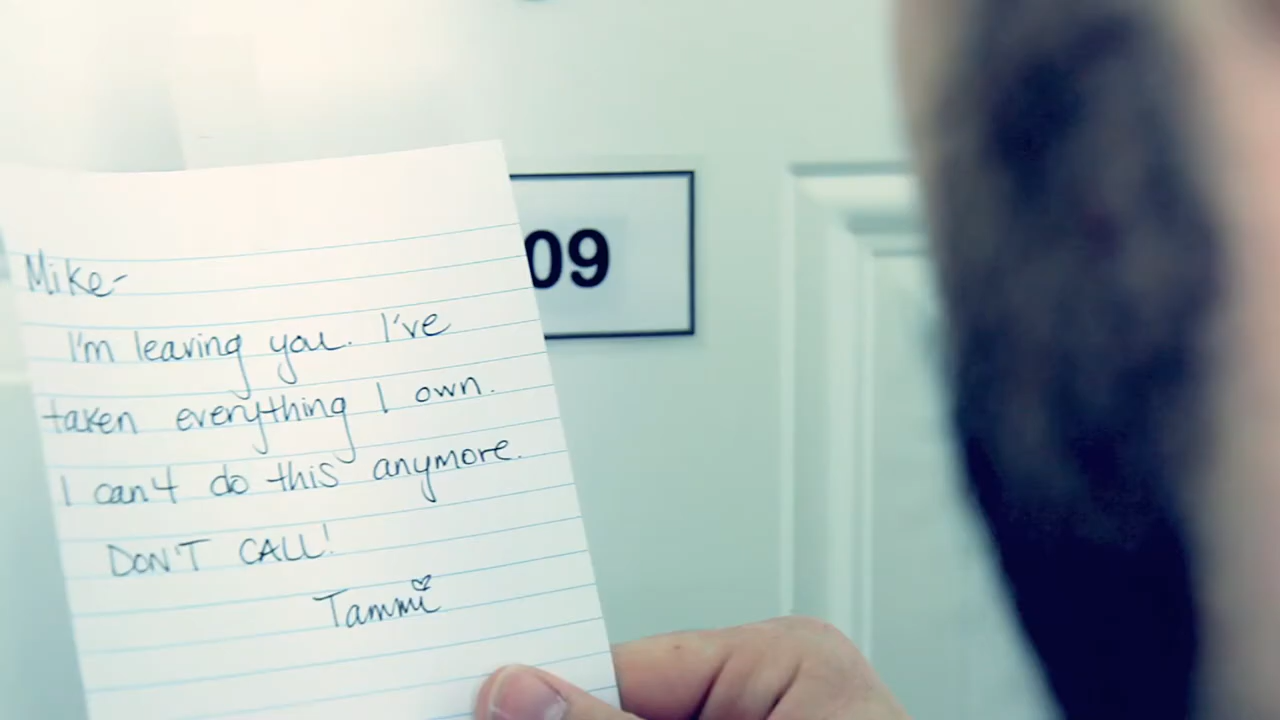 Mike-
I'm leaving you. I've
taken everything I own.
I can't do this anymore.
DON'T CALL!
Tammi
09